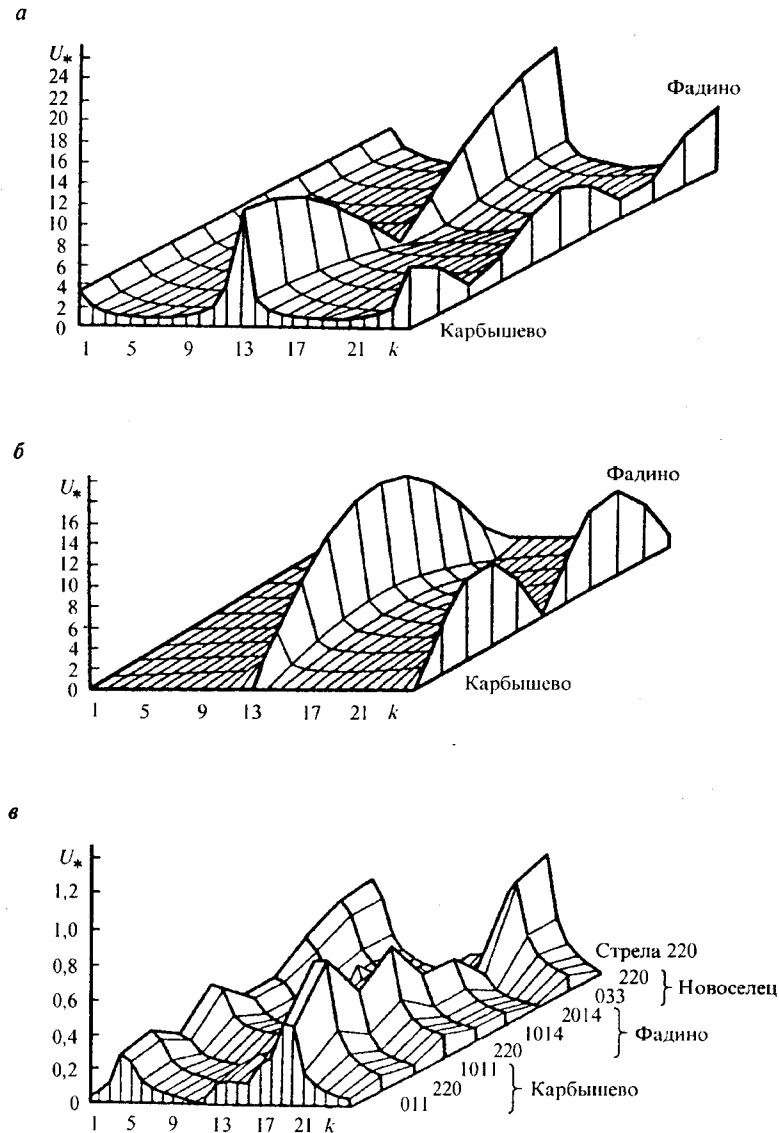 а
U*
24
22
20
18
16
14
12
10
8
6
4
2
0
Фадино
Карбышево
1 5 9 13 17 21 k
б
U*
16
14
12
10
8
6
4
2
0
Фадино
Карбышево
1 5 9 13 17 21 k
в
U*
1,2
1,0
0,8
0,6
0,4
0,2
0
Стрела 220
220
033
} Новоселец
2014
1014
} Фадино
220
1011
220
011
} Карбышево
1 5 9 13 17 21 k